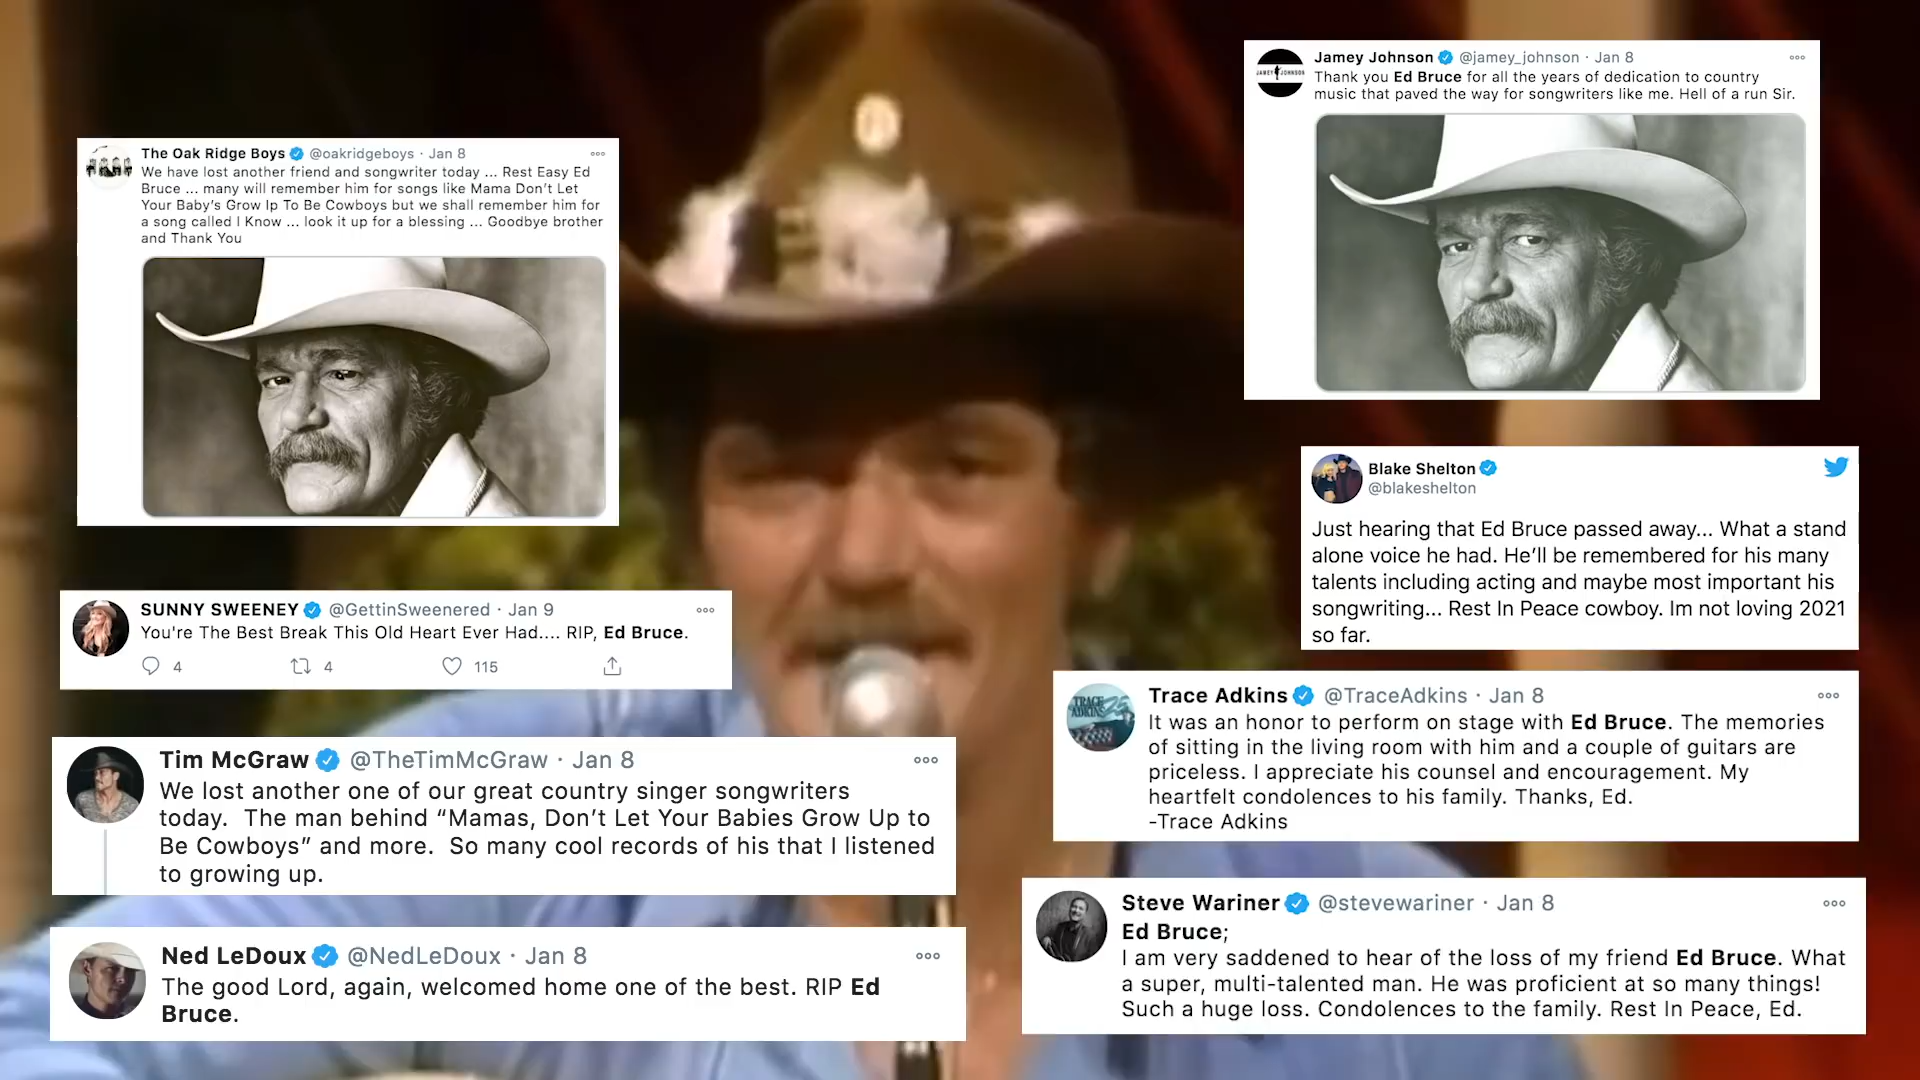 The Oak Ridge Boys @oakridgeboys · Jan 8
We have lost another friend and songwriter today ... Rest Easy Ed
Bruce ... many will remember him for songs like Mama Don't Let
Your Baby's Grow Ip To Be Cowboys but we shall remember him for
a song called I Know ... look it up for a blessing ... Goodbye brother
and Thank You
SUNNY SWEENEY @GettinSweenered · Jan 9
You're The Best Break This Old Heart Ever Had.... RIP, Ed Bruce.
4 4 115
Tim McGraw @TheTimMcGraw · Jan 8
We lost another one of our great country singer songwriters
today. The man behind “Mamas, Don’t Let Your Babies Grow Up to
Be Cowboys” and more. So many cool records of his that I listened
to growing up.
Ned LeDoux @NedLeDoux · Jan 8
The good Lord, again, welcomed home one of the best. RIP Ed
Bruce.
JAMEY JOHNSON
Jamey Johnson @jamey_johnson · Jan 8
Thank you Ed Bruce for all the years of dedication to country
music that paved the way for songwriters like me. Hell of a run Sir.
Blake Shelton
@blakeshelton
Just hearing that Ed Bruce passed away... What a stand
alone voice he had. He’ll be remembered for his many
talents including acting and maybe most important his
songwriting... Rest In Peace cowboy. Im not loving 2021
so far.
TRACE
ADKINS 25
Trace Adkins @TraceAdkins · Jan 8
It was an honor to perform on stage with Ed Bruce. The memories
of sitting in the living room with him and a couple of guitars are
priceless. I appreciate his counsel and encouragement. My
heartfelt condolences to his family. Thanks, Ed.
-Trace Adkins
Steve Wariner @stevewariner · Jan 8
Ed Bruce;
I am very saddened to hear of the loss of my friend Ed Bruce. What
a super, multi-talented man. He was proficient at so many things!
Such a huge loss. Condolences to the family. Rest In Peace, Ed.